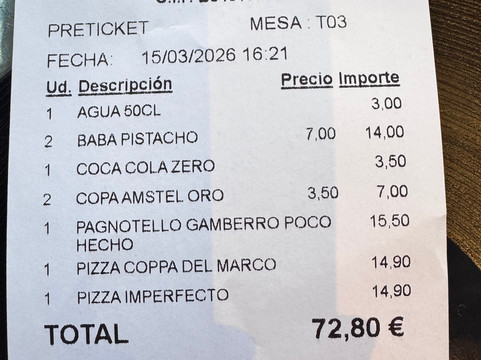 PRETICKET MESA : T03
FECHA: 15/03/2026 16:21
Ud. Descripción Precio Importe
1 AGUA 50CL 3,00
2 BABA PISTACHO 7,00 14,00
1 COCA COLA ZERO 3,50
2 COPA AMSTEL ORO 3,50 7,00
1 PAGNOTELLO GAMBERRO POCO 15,50
HECHO
1 PIZZA COPPA DEL MARCO 14,90
1 PIZZA IMPERFECTO 14,90
TOTAL 72,80 €